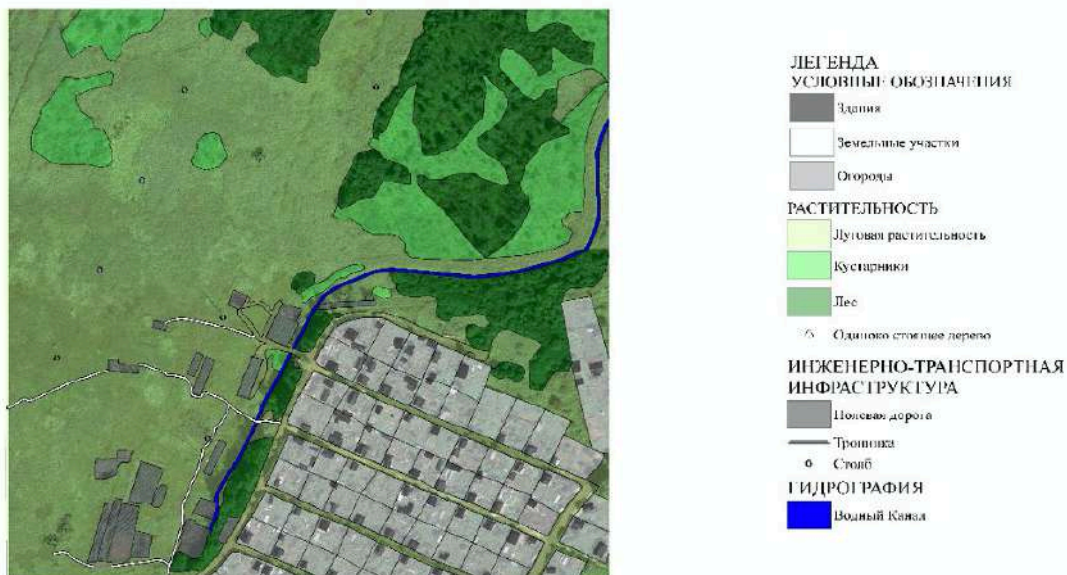 ЛЕГЕНДА
УСЛОВНЫЕ ОБОЗНАЧЕНИЯ
Здания
Земельные участки
Огороды
РАСТИТЕЛЬНОСТЬ
Луговая растительность
Кустарники
Лес
Одиноко стоящее дерево
ИНЖЕНЕРНО-ТРАНСПОРТНАЯ
ИНФРАСТРУКТУРА
Полевая дорога
Тропинка
Столб
ГИДРОГРАФИЯ
Водный Канал